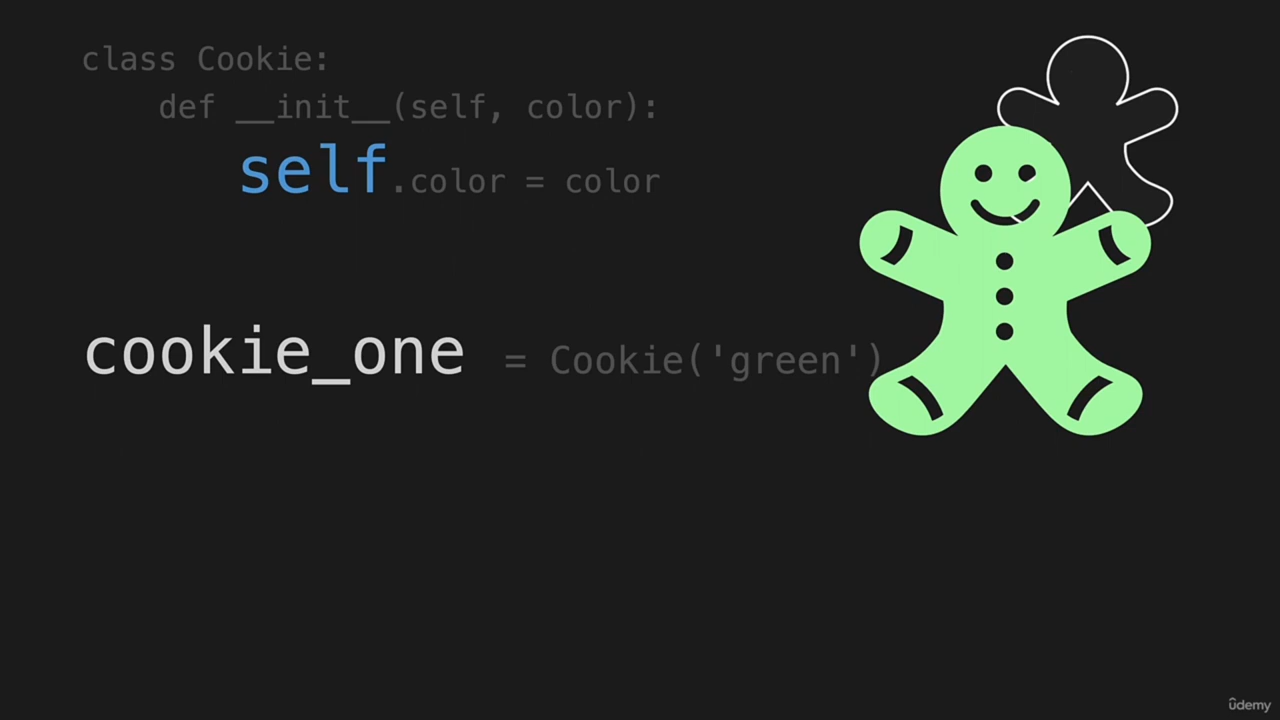 class Cookie:
    def __init__(self, color):
        self.color = color
cookie_one = Cookie('green')
ûdemy